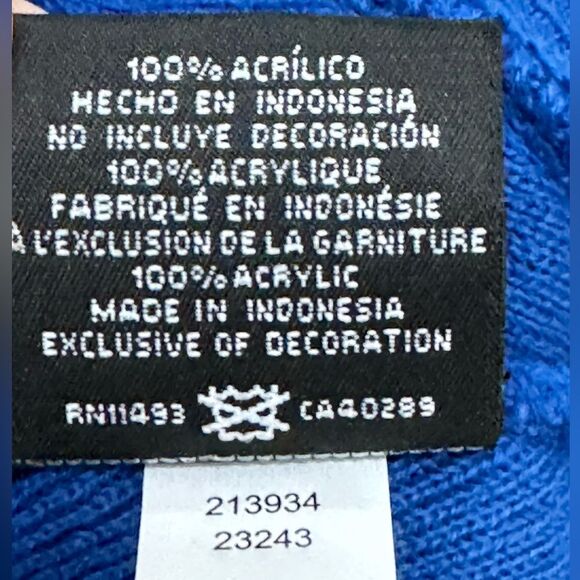 100% ACRÍLICO
HECHO EN INDONESIA
NO INCLUYE DECORACIÓN
100% ACRYLIQUE
FABRIQUÉ EN INDONÉSIE
À L'EXCLUSION DE LA GARNITURE
100% ACRYLIC
MADE IN INDONESIA
EXCLUSIVE OF DECORATION
RN11493 CA40289
213934
23243